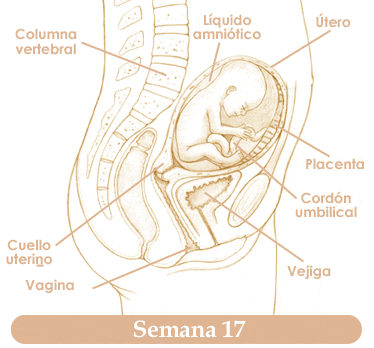 Columna
vertebral
Líquido
amniótico
Útero
Placenta
Cordón
umbilical
Cuello
uterino
Vagina
Vejiga
Semana 17